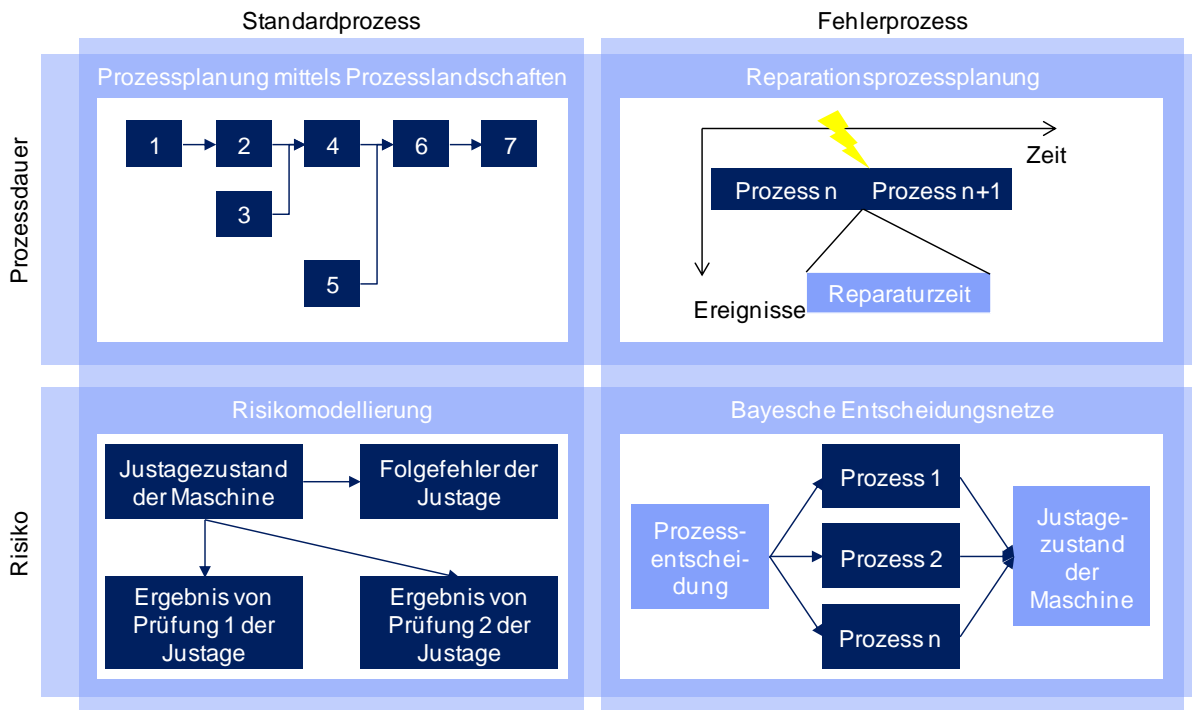 Standardprozess
Fehlerprozess
Prozessdauer
Prozessplanung mittels Prozesslandschaften
1
2
4
6
7
3
5
Reparationsprozessplanung
Zeit
Prozess n
Prozess n+1
Reparaturzeit
Ereignisse
Risiko
Risikomodellierung
Justagezustand
der Maschine
Folgefehler der
Justage
Ergebnis von
Prüfung 1 der
Justage
Ergebnis von
Prüfung 2 der
Justage
Bayesche Entscheidungsnetze
Prozess-
entschei-
dung
Prozess 1
Prozess 2
Prozess n
Justage-
zustand
der
Maschine